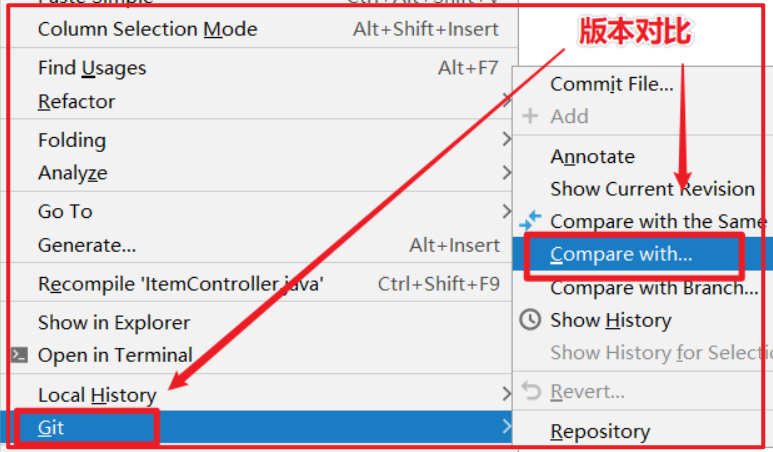 Column Selection Mode Alt+Shift+Insert
Find Usages Alt+F7
Refactor
Folding
Analyze
Go To
Generate... Alt+Insert
Recompile 'ItemController.java' Ctrl+Shift+F9
Show in Explorer
Open in Terminal
Local History
Git
版本对比
Commit File...
Add
Annotate
Show Current Revision
Compare with the Same
Compare with...
Compare with Branch...
Show History
Show History for Selectio
Revert...
Repository